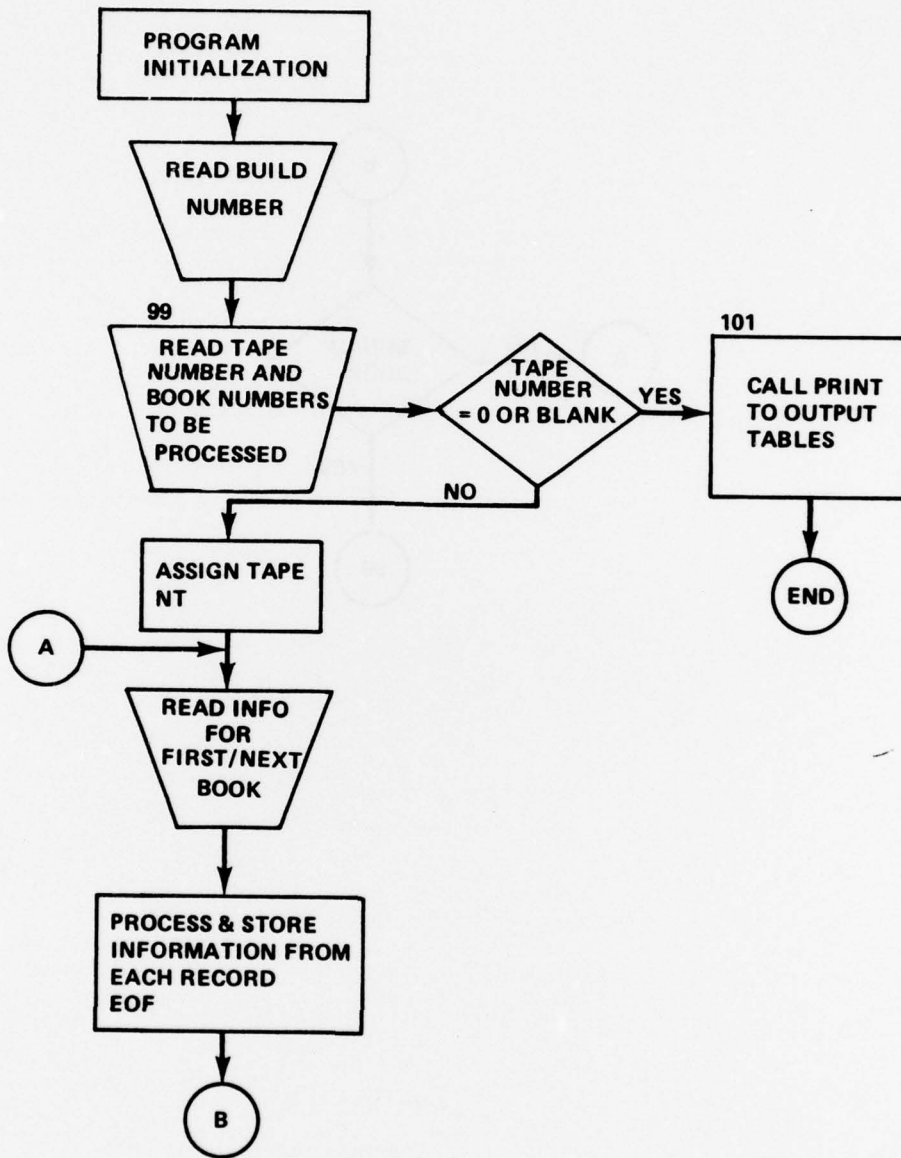 PROGRAM
INITIALIZATION
READ BUILD
NUMBER
99
READ TAPE
NUMBER AND
BOOK NUMBERS
TO BE
PROCESSED
TAPE
NUMBER
= 0 OR BLANK
YES
101
CALL PRINT
TO OUTPUT
TABLES
END
NO
ASSIGN TAPE
NT
A
READ INFO
FOR
FIRST/NEXT
BOOK
PROCESS & STORE
INFORMATION FROM
EACH RECORD
EOF
B